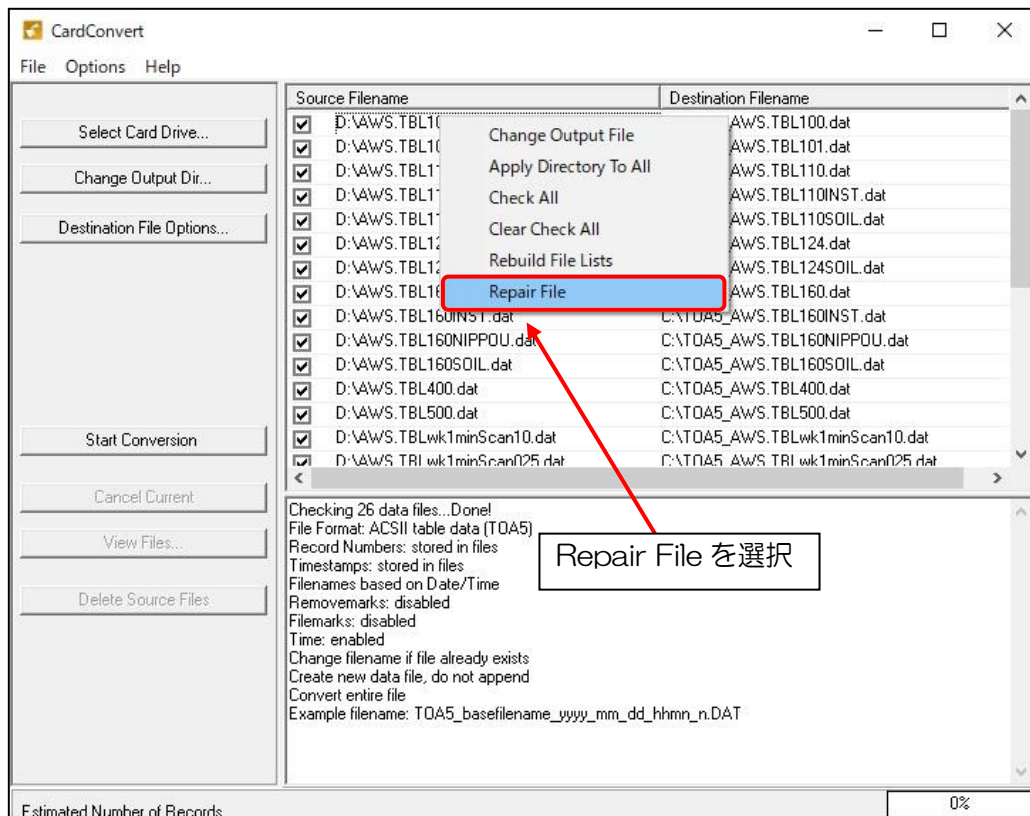 CardConvert
File Options Help
Select Card Drive...
Change Output Dir...
Destination File Options...
Start Conversion
Cancel Current
View Files...
Delete Source Files
Source Filename Destination Filename
D:\AWS.TBL10 AWS.TBL100.dat
D:\AWS.TBL10 AWS.TBL101.dat
D:\AWS.TBL11 AWS.TBL110.dat
D:\AWS.TBL11 AWS.TBL110INST.dat
D:\AWS.TBL11 AWS.TBL110SOIL.dat
D:\AWS.TBL12 AWS.TBL124.dat
D:\AWS.TBL12 AWS.TBL124SOIL.dat
D:\AWS.TBL16 AWS.TBL160.dat
D:\AWS.TBL160INST.dat C:\TOA5_AWS.TBL160INST.dat
D:\AWS.TBL160NIPPOU.dat C:\TOA5_AWS.TBL160NIPPOU.dat
D:\AWS.TBL160SOIL.dat C:\TOA5_AWS.TBL160SOIL.dat
D:\AWS.TBL400.dat C:\TOA5_AWS.TBL400.dat
D:\AWS.TBL500.dat C:\TOA5_AWS.TBL500.dat
D:\AWS.TBLwk1minScan10.dat C:\TOA5_AWS.TBLwk1minScan10.dat
D:\AWS.TBLwk1minScan025.dat C:\TOA5_AWS.TBLwk1minScan025.dat
Change Output File
Apply Directory To All
Check All
Clear Check All
Rebuild File Lists
Repair File
Checking 26 data files...Done!
File Format: ACSII table data (TOA5)
Record Numbers: stored in files
Timestamps: stored in files
Filenames based on Date/Time
Removemarks: disabled
Filemarks: disabled
Time: enabled
Change filename if file already exists
Create new data file, do not append
Convert entire file
Example filename: TOA5_basefilename_yyyy_mm_dd_hhmn_n.DAT
Repair File を選択
Estimated Number of Records
0%